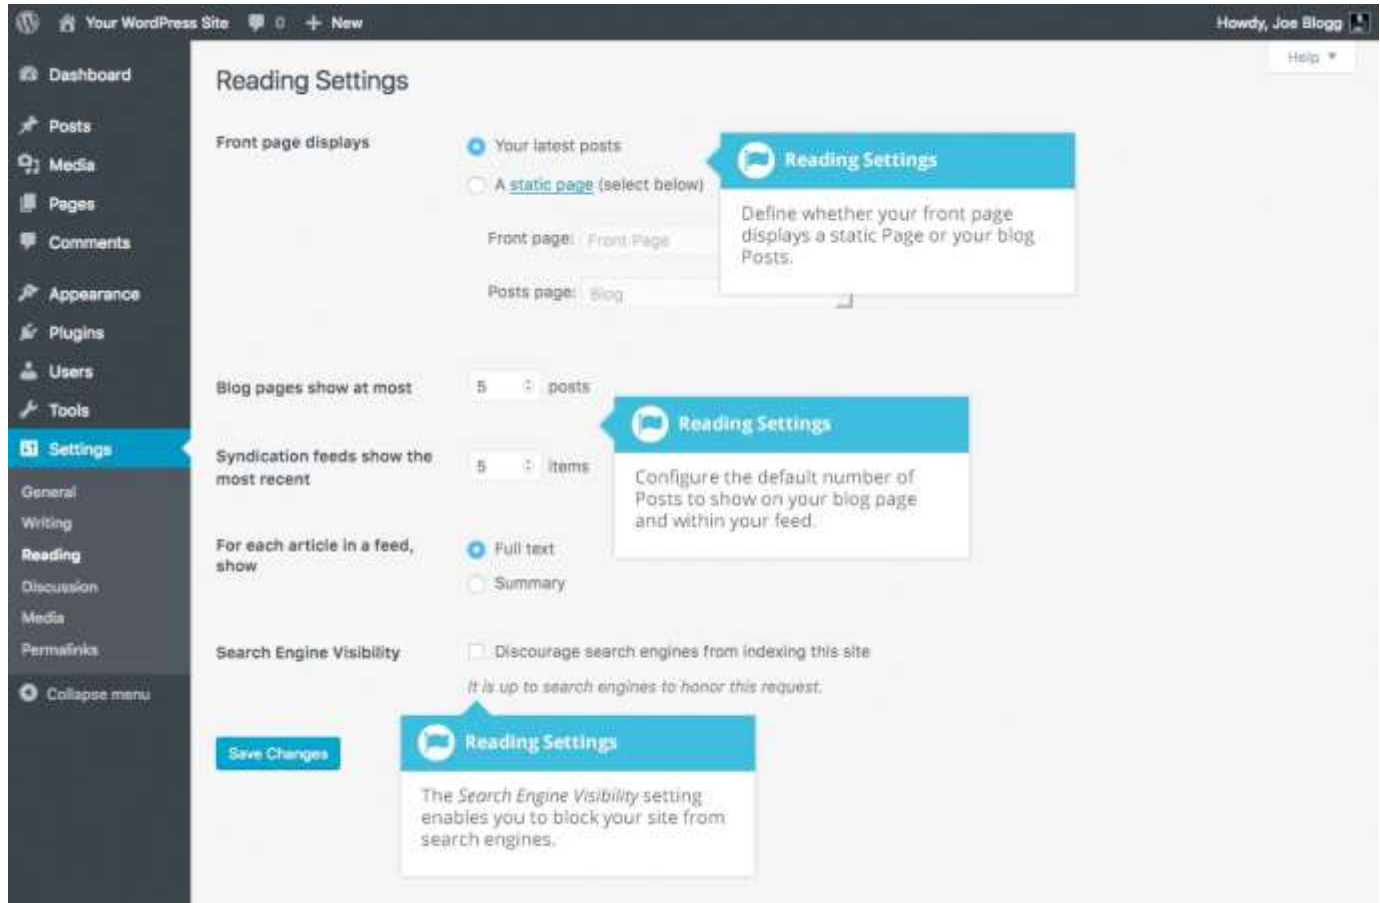 Your WordPress Site 0 + New
Howdy, Joe Blogg
Help
Dashboard
Posts
Media
Pages
Comments
Appearance
Plugins
Users
Tools
Settings
General
Writing
Reading
Discussion
Media
Permalinks
Collapse menu
Reading Settings
Front page displays
Your latest posts
A static page (select below)
Front page: Front Page
Posts page: Blog
Reading Settings
Define whether your front page
displays a static Page or your blog
Posts.
Blog pages show at most
5 posts
Syndication feeds show the
most recent
5 items
Reading Settings
Configure the default number of
Posts to show on your blog page
and within your feed.
For each article in a feed,
show
Full text
Summary
Search Engine Visibility
Discourage search engines from indexing this site
It is up to search engines to honor this request.
Reading Settings
The Search Engine Visibility setting
enables you to block your site from
search engines.
Save Changes